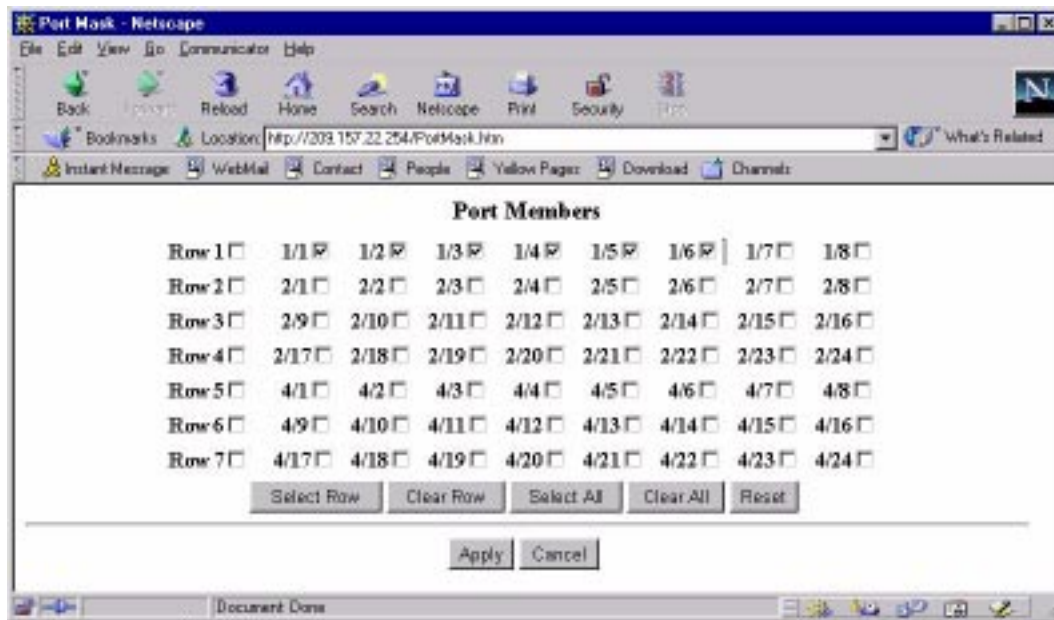 Port Mask - Netscape
File Edit View Go Communicator Help
Back Reload Home Search Netscape Print Security
N
Bookmarks Location: http://209.157.22.254/PortMask.htm What's Related
Instant Message WebMail Contact People Yellow Pages Download Channels
Port Members
Row 1 1/1 1/2 1/3 1/4 1/5 1/6 1/7 1/8
Row 2 2/1 2/2 2/3 2/4 2/5 2/6 2/7 2/8
Row 3 2/9 2/10 2/11 2/12 2/13 2/14 2/15 2/16
Row 4 2/17 2/18 2/19 2/20 2/21 2/22 2/23 2/24
Row 5 4/1 4/2 4/3 4/4 4/5 4/6 4/7 4/8
Row 6 4/9 4/10 4/11 4/12 4/13 4/14 4/15 4/16
Row 7 4/17 4/18 4/19 4/20 4/21 4/22 4/23 4/24
Select Row Clear Row Select All Clear All Reset
Apply Cancel
Document Done